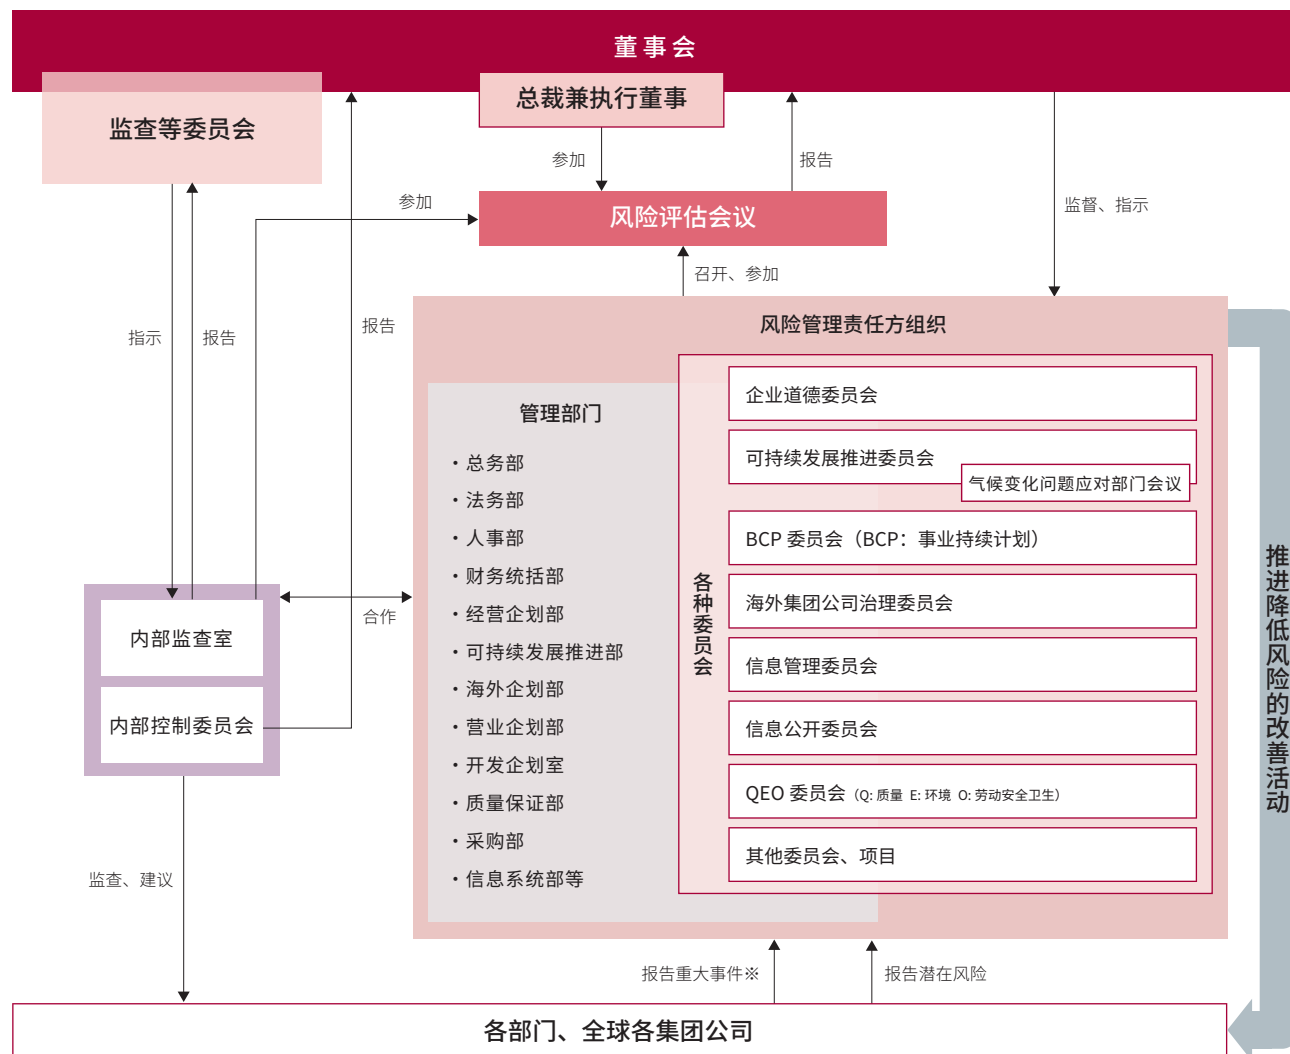 董事会
监查等委员会
总裁兼执行董事
参加
报告
参加
风险评估会议
监督、指示
召开、参加
指示
报告
报告
风险管理责任方组织
管理部门
・总务部
・法务部
・人事部
・财务统括部
・经营企划部
・可持续发展推进部
・海外企划部
・营业企划部
・开发企划室
・质量保证部
・采购部
・信息系统部等
各种委员会
企业道德委员会
可持续发展推进委员会
气候变化问题应对部门会议
BCP 委员会（BCP：事业持续计划）
海外集团公司治理委员会
信息管理委员会
信息公开委员会
QEO 委员会（Q: 质量 E: 环境 O: 劳动安全卫生）
其他委员会、项目
推进降低风险的改善活动
合作
内部监查室
内部控制委员会
监查、建议
报告重大事件※
报告潜在风险
各部门、全球各集团公司